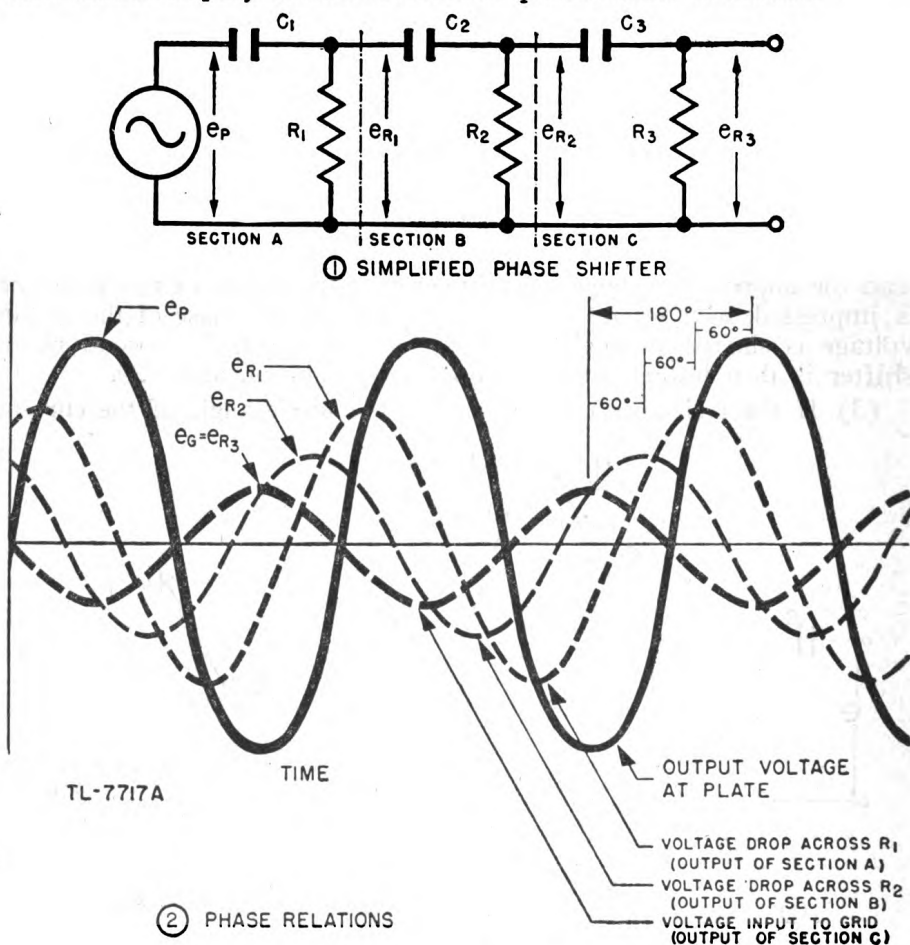 C1 C2 C3
eP R1 eR1 R2 eR2 R3 eR3
SECTION A SECTION B SECTION C
① SIMPLIFIED PHASE SHIFTER
eP
180°
60°
60°
60°
eR1
eR2
eG=eR3
TIME
TL-7717A
OUTPUT VOLTAGE
AT PLATE
VOLTAGE DROP ACROSS R1
(OUTPUT OF SECTION A)
VOLTAGE DROP ACROSS R2
(OUTPUT OF SECTION B)
VOLTAGE INPUT TO GRID
(OUTPUT OF SECTION C)
② PHASE RELATIONS